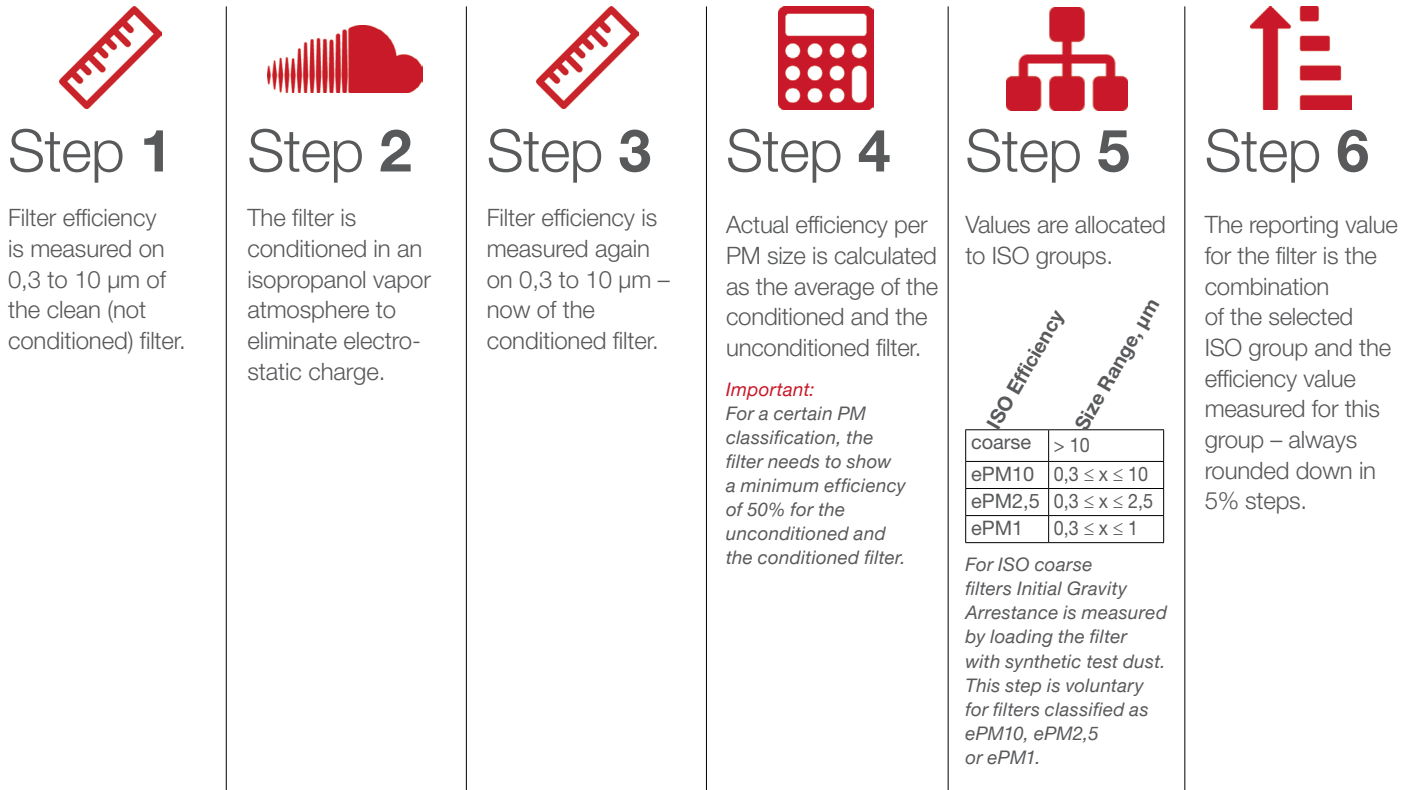 Step 1
Filter efficiency
is measured on
0,3 to 10 µm of
the clean (not
conditioned) filter.
Step 2
The filter is
conditioned in an
isopropanol vapor
atmosphere to
eliminate electro-
static charge.
Step 3
Filter efficiency is
measured again
on 0,3 to 10 µm –
now of the
conditioned filter.
Step 4
Actual efficiency per
PM size is calculated
as the average of the
conditioned and the
unconditioned filter.
Important:
For a certain PM
classification, the
filter needs to show
a minimum efficiency
of 50% for the
unconditioned and
the conditioned filter.
Step 5
Values are allocated
to ISO groups.
ISO Efficiency Size Range, µm
coarse > 10
ePM10 0,3 ≤ x ≤ 10
ePM2,5 0,3 ≤ x ≤ 2,5
ePM1 0,3 ≤ x ≤ 1
For ISO coarse
filters Initial Gravity
Arrestance is measured
by loading the filter
with synthetic test dust.
This step is voluntary
for filters classified as
ePM10, ePM2,5
or ePM1.
Step 6
The reporting value
for the filter is the
combination
of the selected
ISO group and the
efficiency value
measured for this
group – always
rounded down in
5% steps.